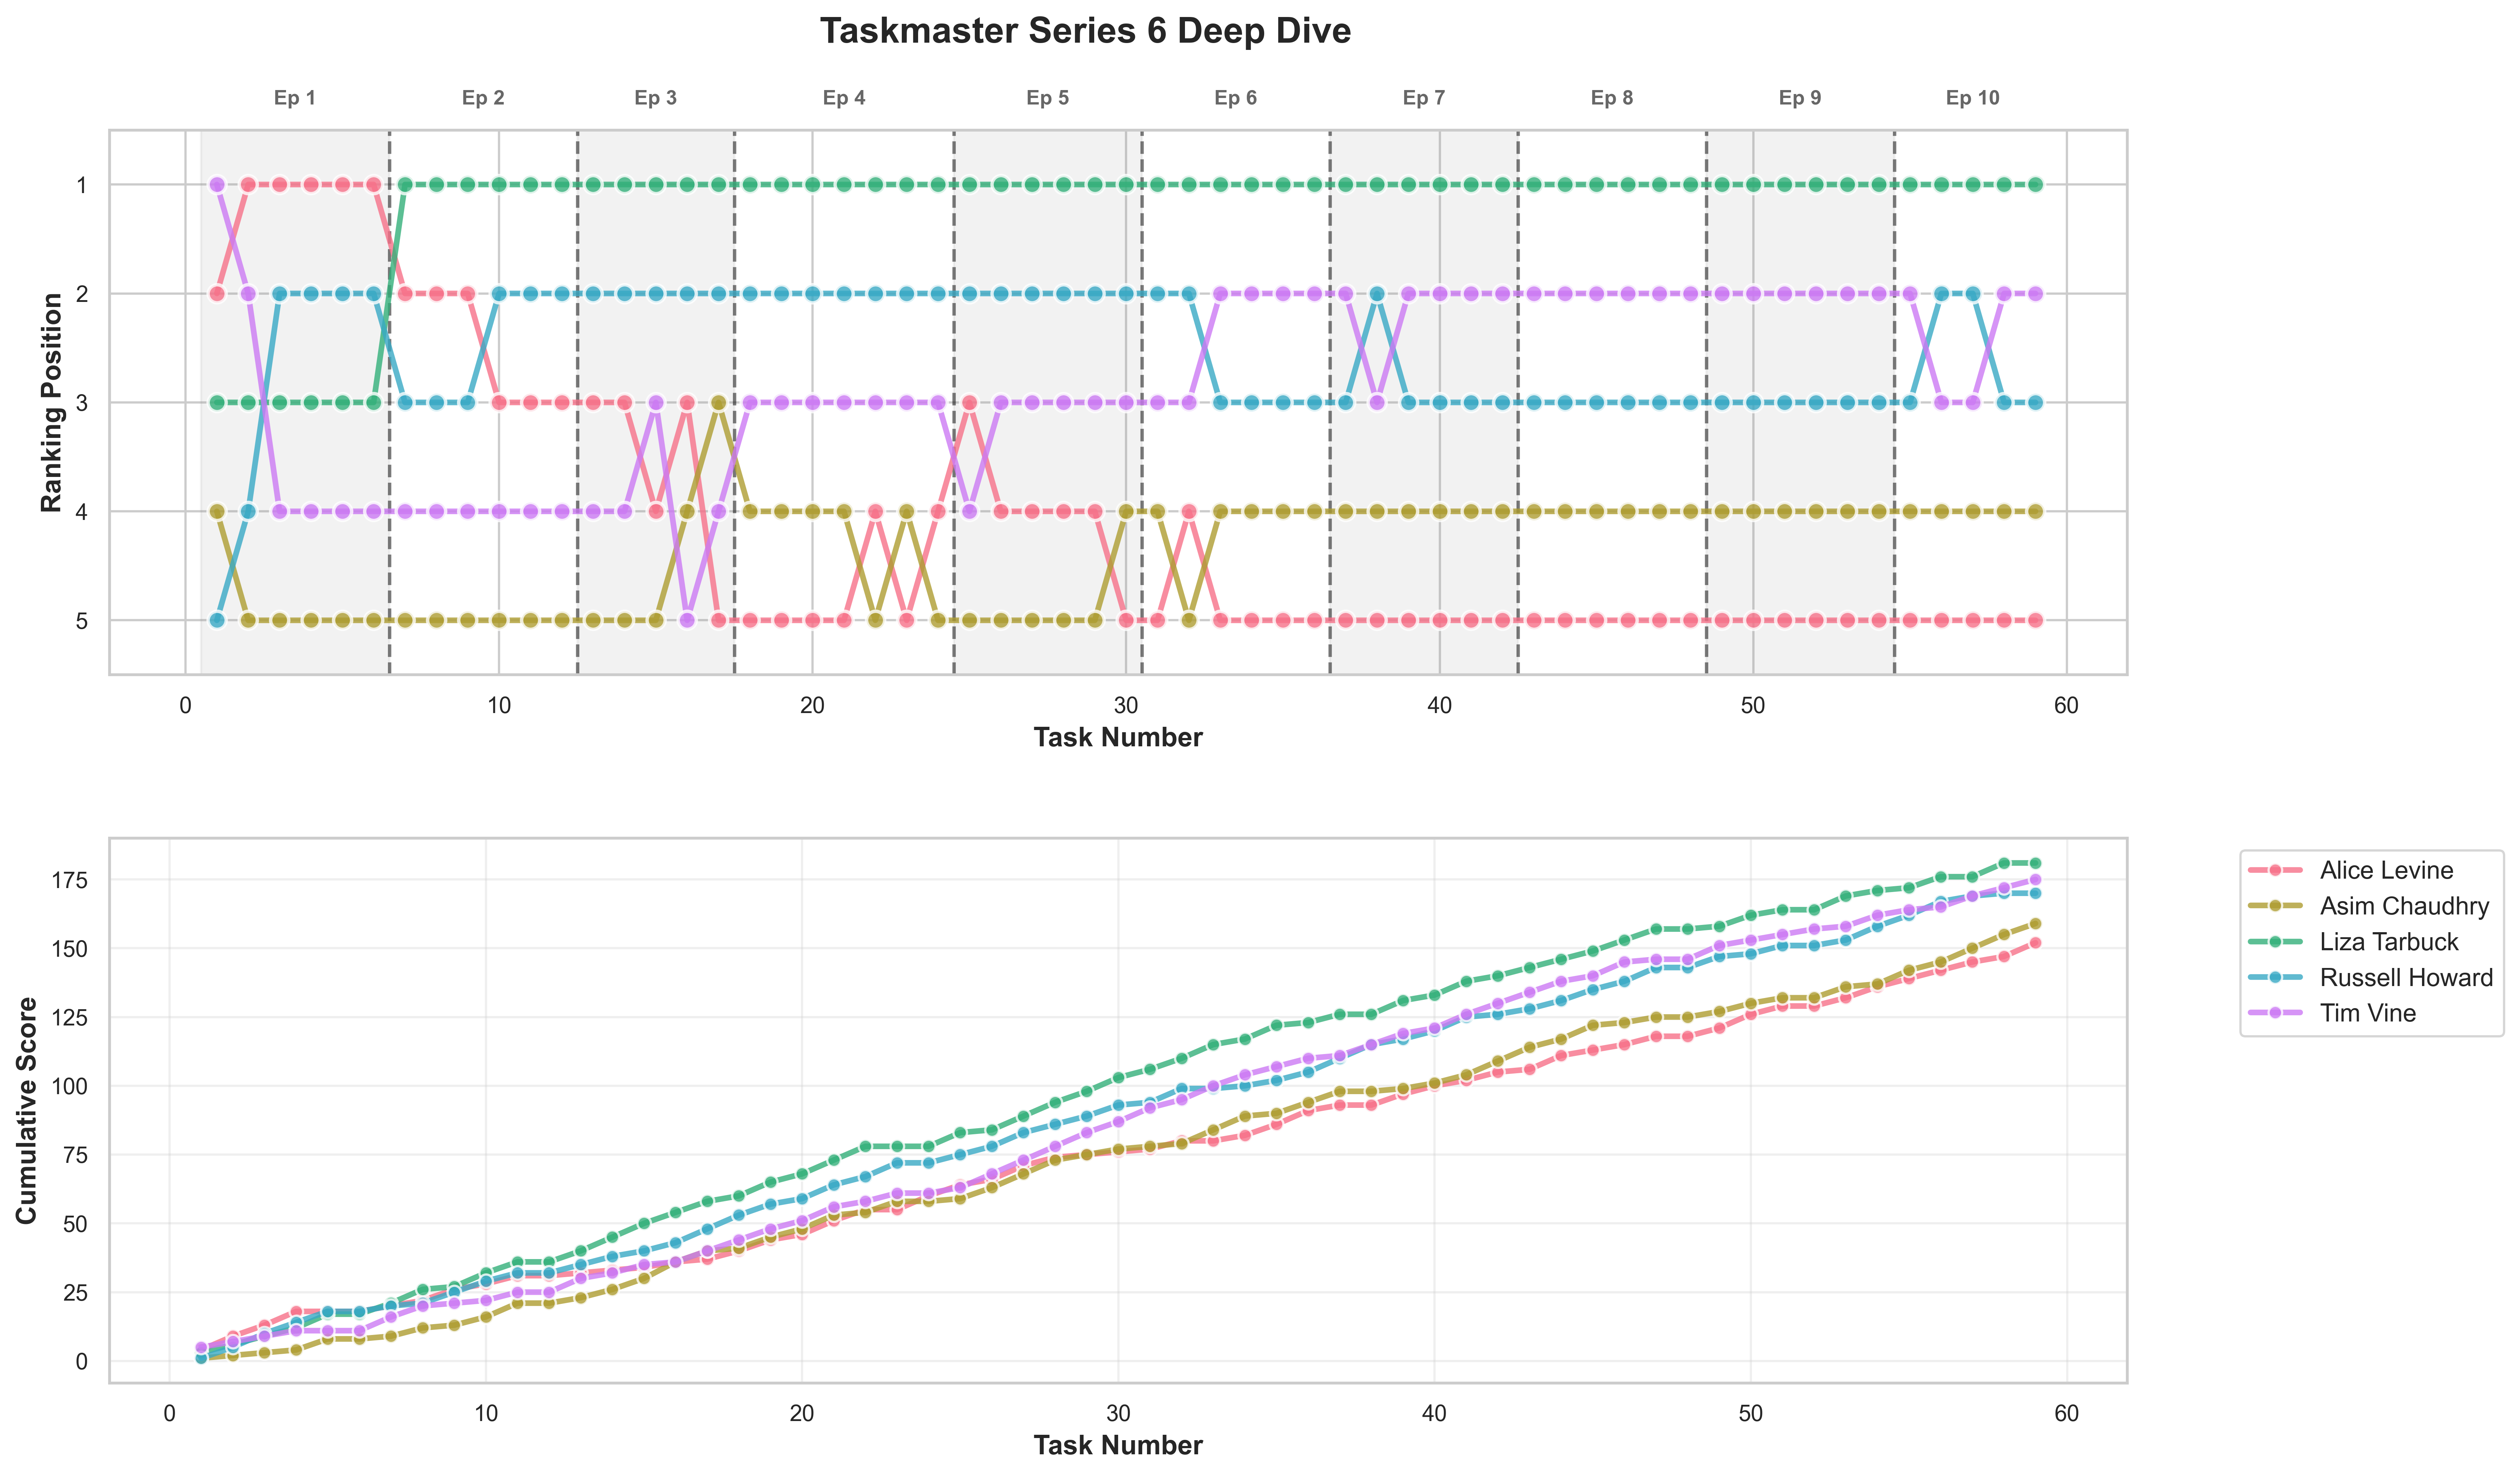 Taskmaster Series 6 Deep Dive
Ep 1 Ep 2 Ep 3 Ep 4 Ep 5 Ep 6 Ep 7 Ep 8 Ep 9 Ep 10
Ranking Position
1
2
3
4
5
0 10 20 30 40 50 60
Task Number
Cumulative Score
175
150
125
100
75
50
25
0
0 10 20 30 40 50 60
Task Number
Alice Levine
Asim Chaudhry
Liza Tarbuck
Russell Howard
Tim Vine